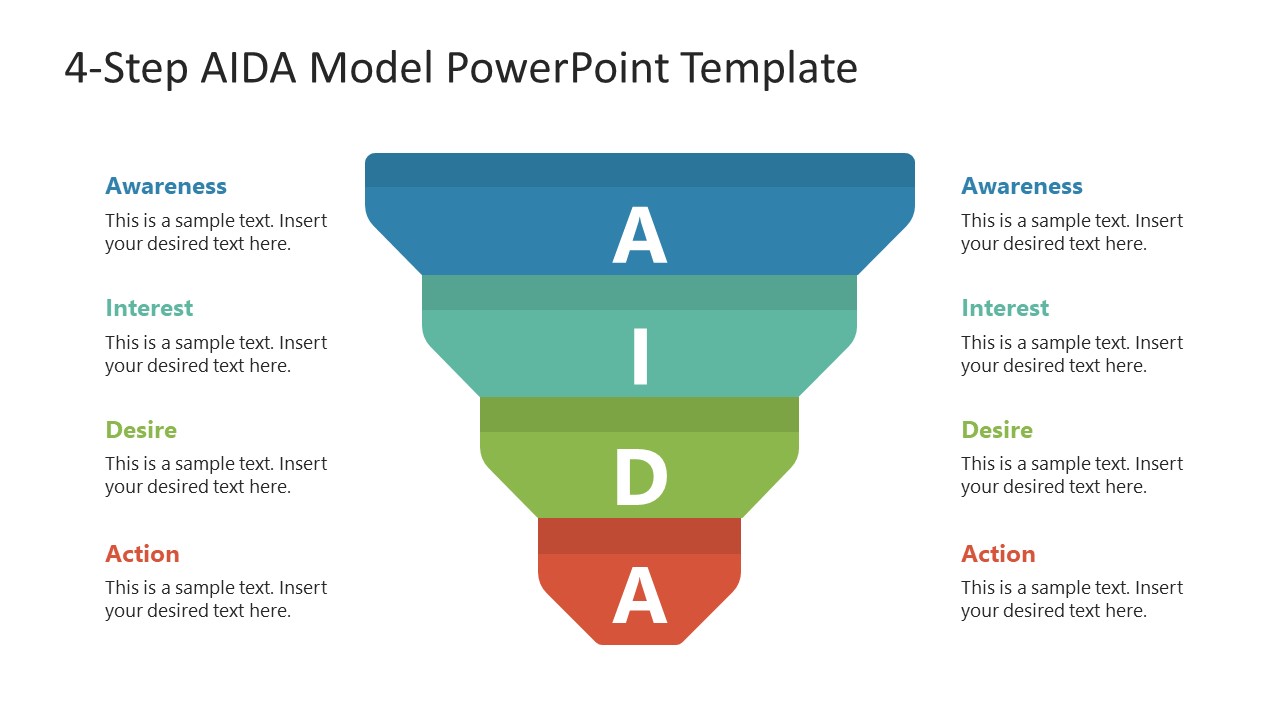 4-Step AIDA Model PowerPoint Template
Awareness
This is a sample text. Insert
your desired text here.
Interest
This is a sample text. Insert
your desired text here.
Desire
This is a sample text. Insert
your desired text here.
Action
This is a sample text. Insert
your desired text here.
A
I
D
A
Awareness
This is a sample text. Insert
your desired text here.
Interest
This is a sample text. Insert
your desired text here.
Desire
This is a sample text. Insert
your desired text here.
Action
This is a sample text. Insert
your desired text here.